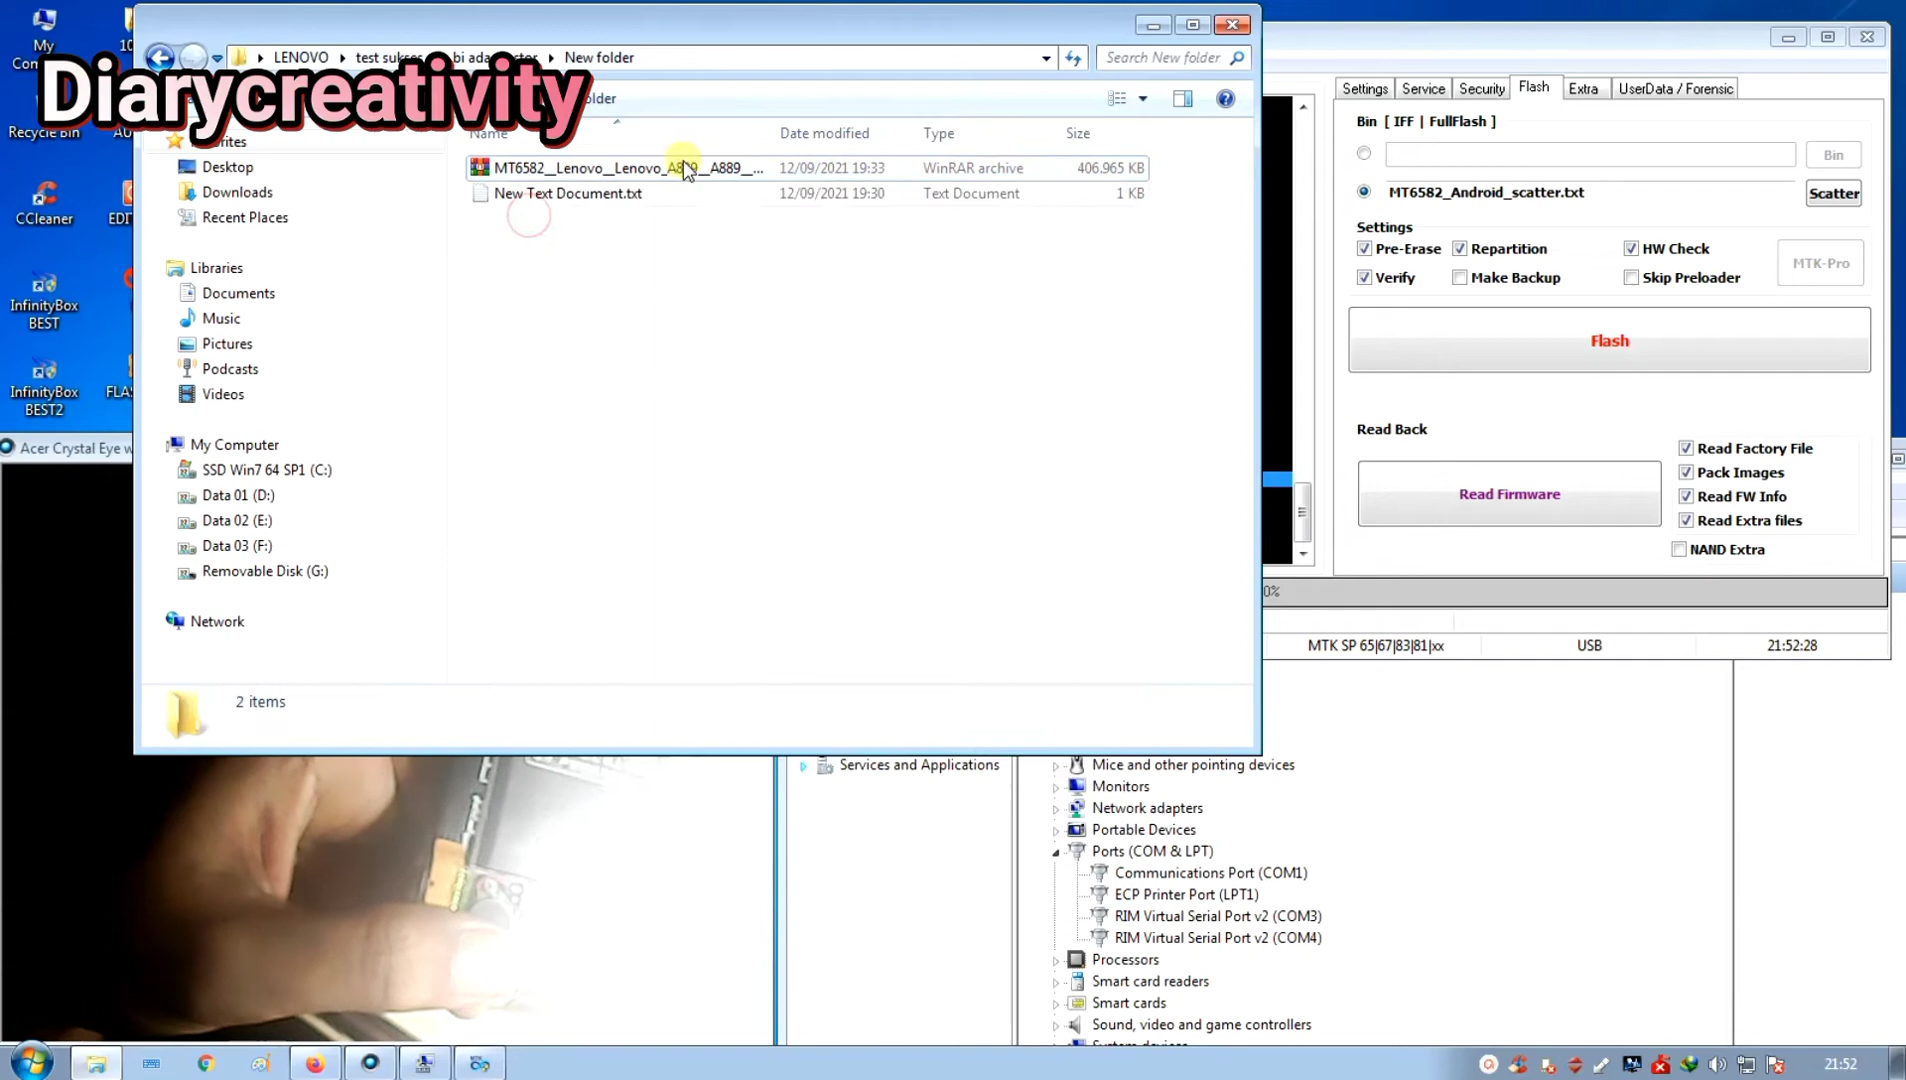 Diarycreativity
My
Recycle Bin
CCleaner
InfinityBox
BEST
InfinityBox
BEST2
LENOVO
New folder
Search New folder
Name
Date modified
Type
Size
MT6582__Lenovo__Lenovo_A889__A889__...
12/09/2021 19:33
WinRAR archive
406.965 KB
New Text Document.txt
12/09/2021 19:30
Text Document
1 KB
Desktop
Downloads
Recent Places
Libraries
Documents
Music
Pictures
Podcasts
Videos
My Computer
SSD Win7 64 SP1 (C:)
Data 01 (D:)
Data 02 (E:)
Data 03 (F:)
Removable Disk (G:)
Network
2 items
Settings
Service
Security
Flash
Extra
UserData / Forensic
Bin [ IFF | FullFlash ]
Bin
MT6582_Android_scatter.txt
Scatter
Settings
Pre-Erase
Repartition
HW Check
MTK-Pro
Verify
Make Backup
Skip Preloader
Flash
Read Back
Read Firmware
Read Factory File
Pack Images
Read FW Info
Read Extra files
NAND Extra
0%
MTK SP 65|67|83|81|xx
USB
21:52:28
Acer Crystal Eye
Services and Applications
Mice and other pointing devices
Monitors
Network adapters
Portable Devices
Ports (COM & LPT)
Communications Port (COM1)
ECP Printer Port (LPT1)
RIM Virtual Serial Port v2 (COM3)
RIM Virtual Serial Port v2 (COM4)
Processors
Smart card readers
Smart cards
Sound, video and game controllers
21:52